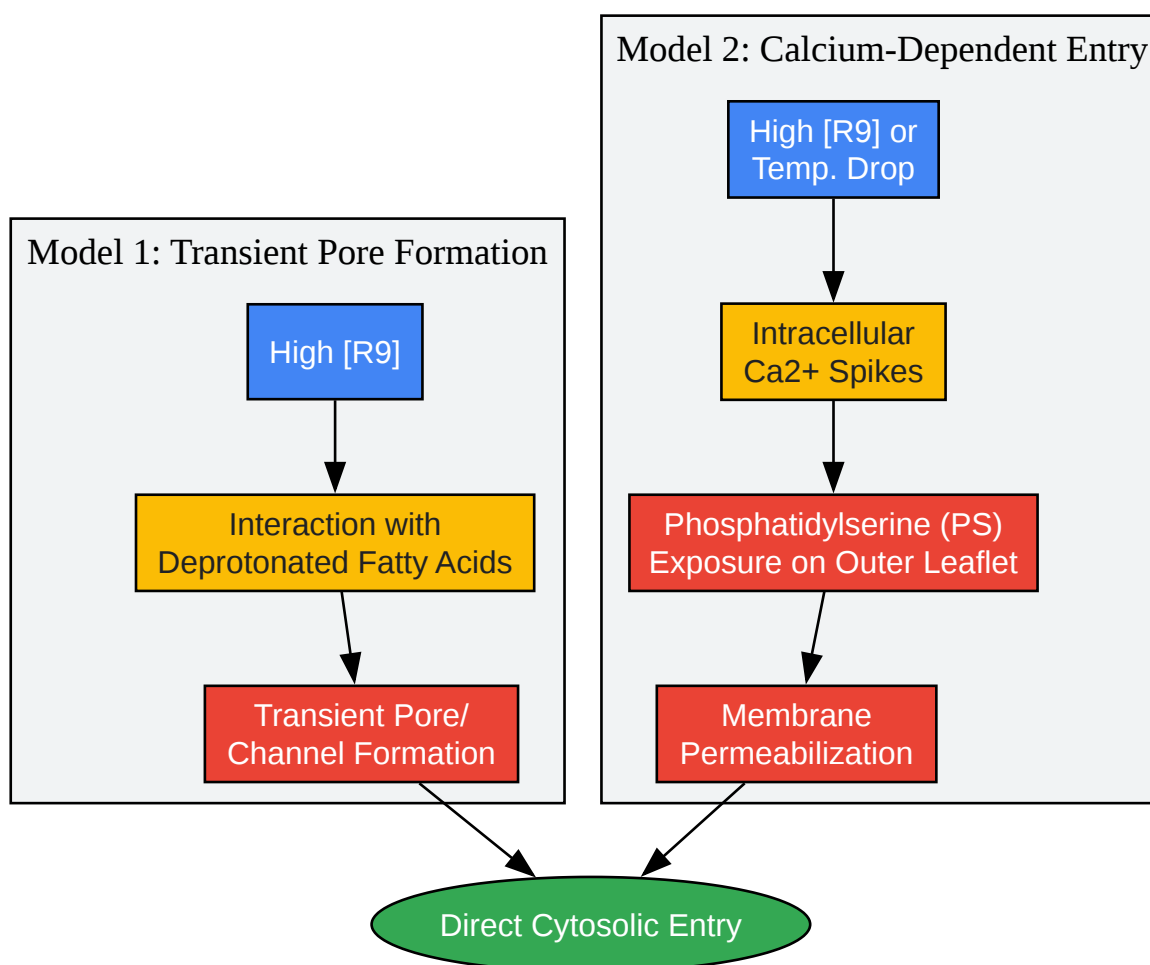 Model 1: Transient Pore Formation
High [R9]
Interaction with
Deprotonated Fatty Acids
Transient Pore/
Channel Formation
Model 2: Calcium-Dependent Entry
High [R9] or
Temp. Drop
Intracellular
Ca2+ Spikes
Phosphatidylserine (PS)
Exposure on Outer Leaflet
Membrane
Permeabilization
Direct Cytosolic Entry